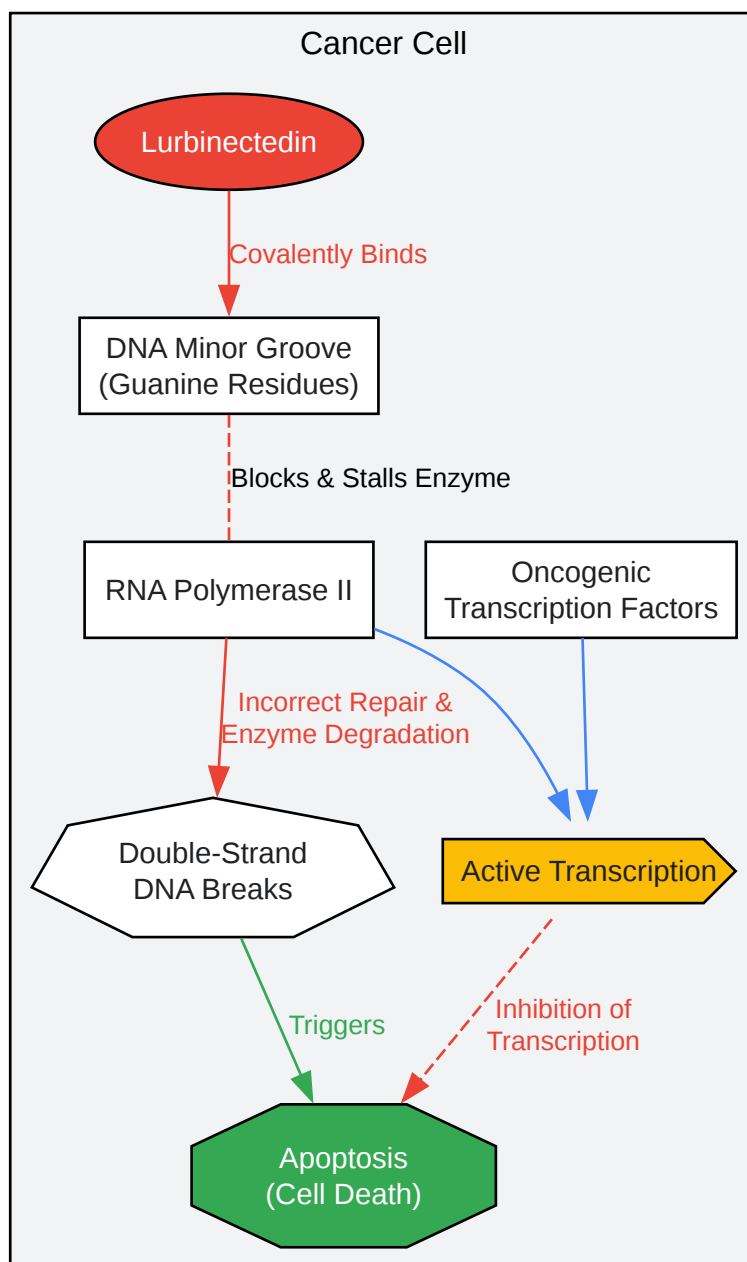 Cancer Cell
Lurbinectedin
Covalently Binds
DNA Minor Groove
(Guanine Residues)
Blocks & Stalls Enzyme
RNA Polymerase II
Oncogenic
Transcription Factors
Incorrect Repair &
Enzyme Degradation
Double-Strand
DNA Breaks
Active Transcription
Triggers
Inhibition of
Transcription
Apoptosis
(Cell Death)